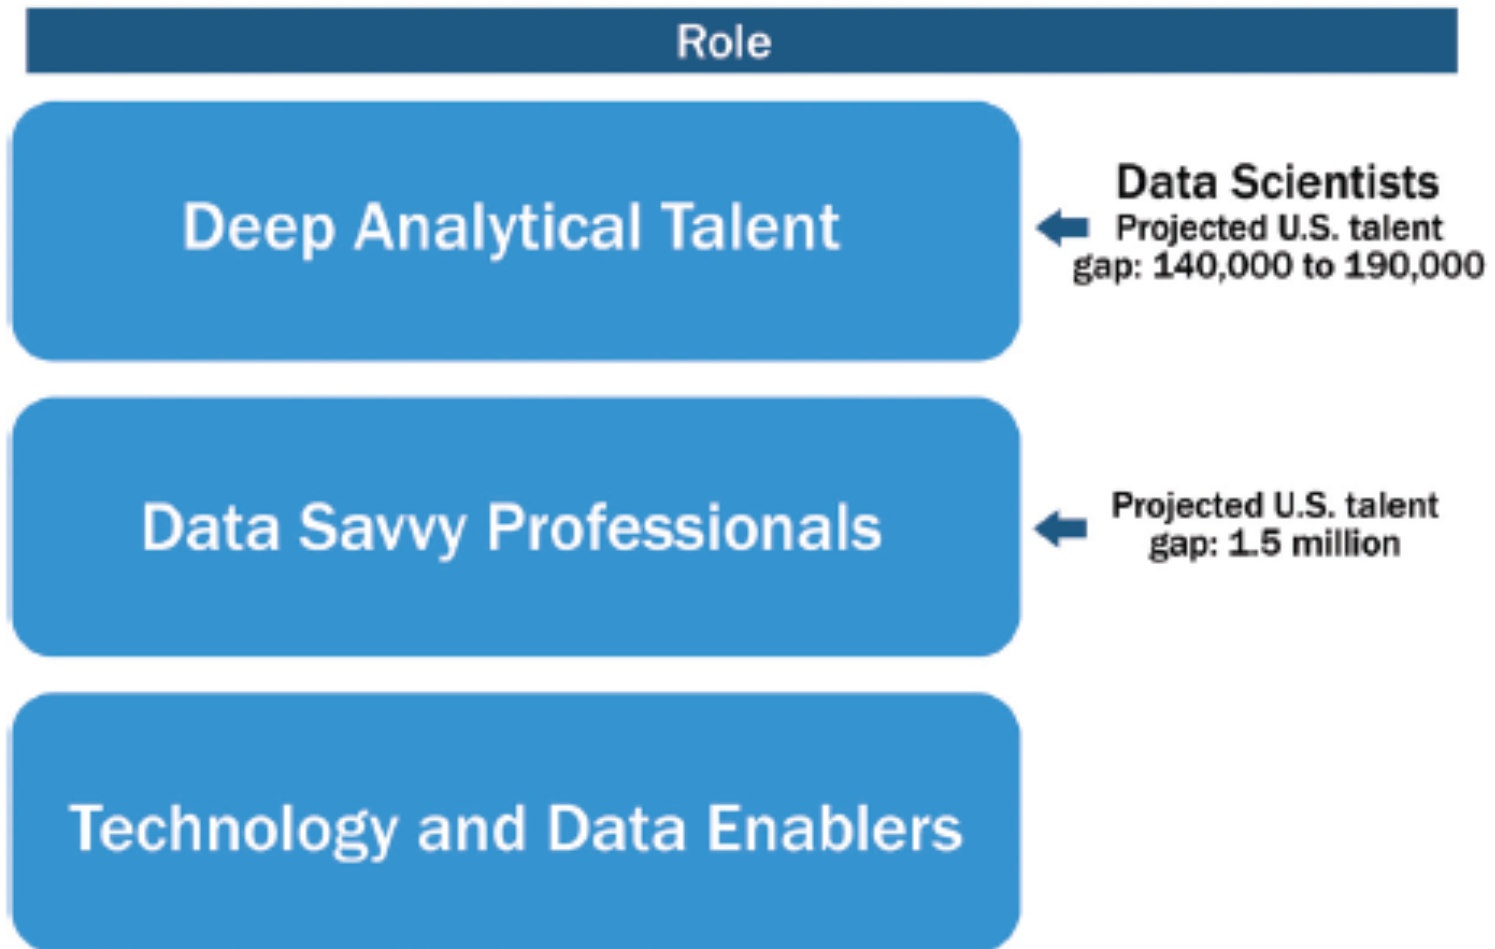 Role
Deep Analytical Talent
Data Scientists
Projected U.S. talent
gap: 140,000 to 190,000
Data Savvy Professionals
Projected U.S. talent
gap: 1.5 million
Technology and Data Enablers